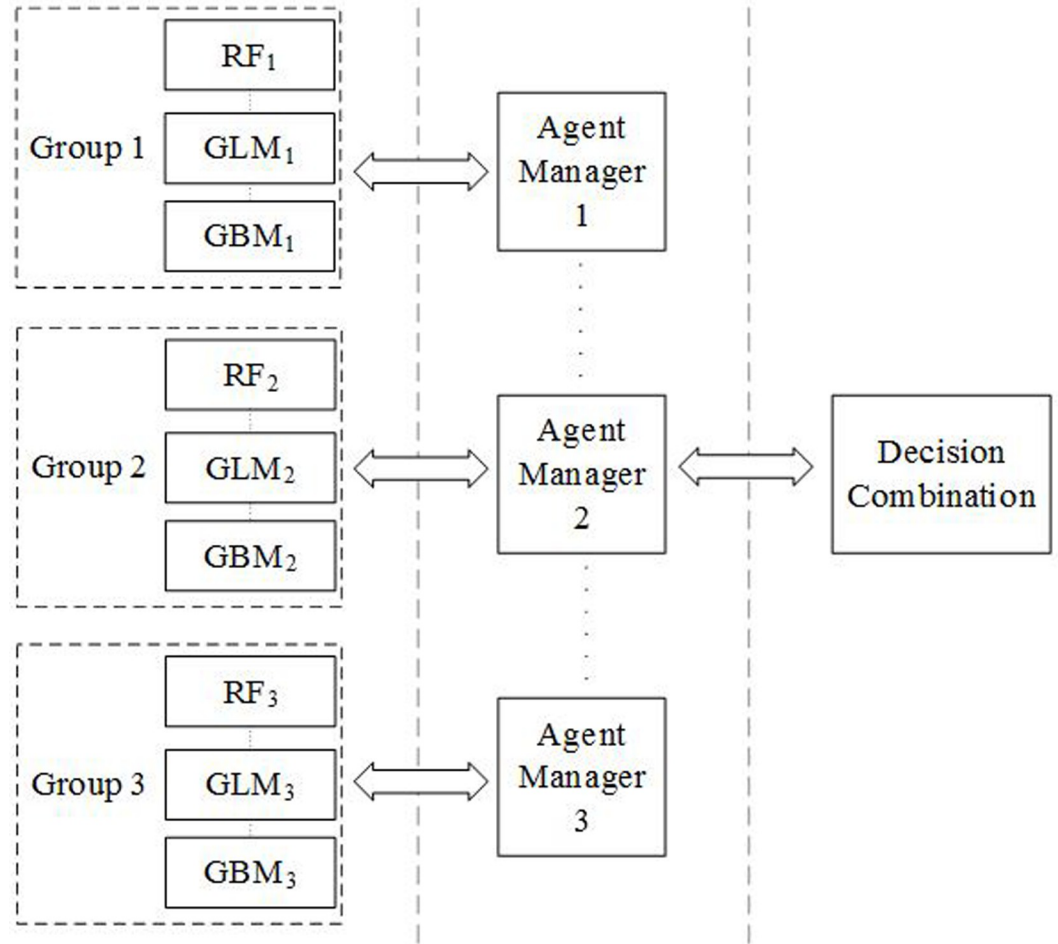 RF₁
Group 1
GLM₁
GBM₁
Agent
Manager
1
RF₂
Group 2
GLM₂
GBM₂
Agent
Manager
2
Decision
Combination
RF₃
Group 3
GLM₃
GBM₃
Agent
Manager
3